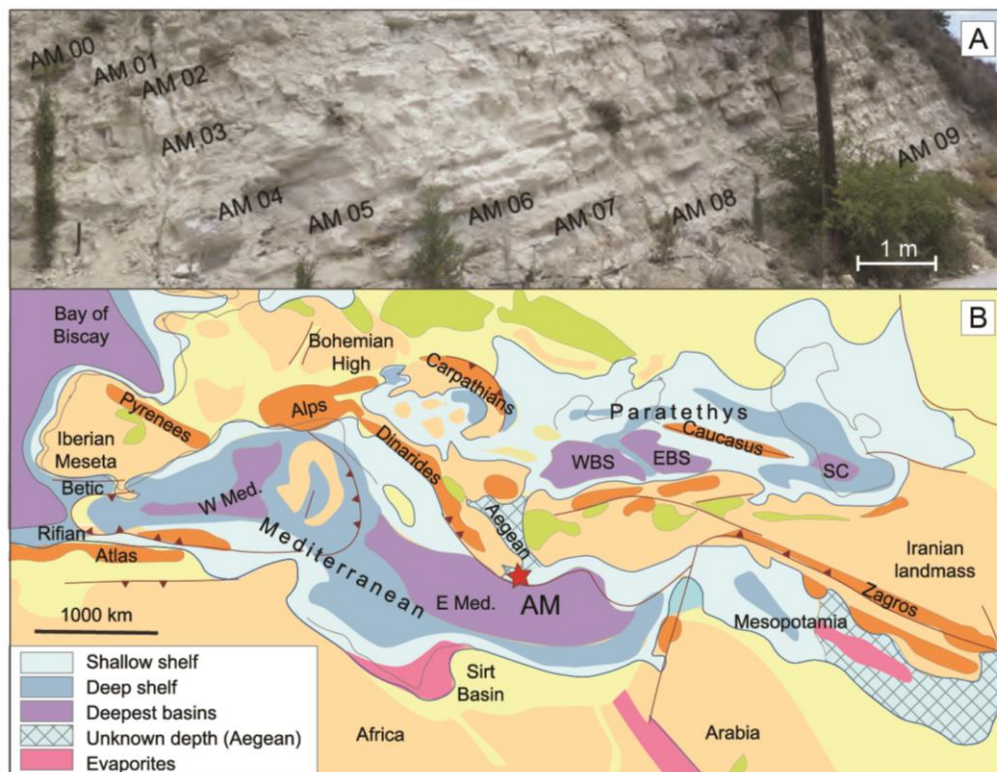 A
AM 00
AM 01
AM 02
AM 03
AM 04
AM 05
AM 06
AM 07
AM 08
AM 09
1 m
B
Bay of
Biscay
Bohemian
High
Carpathians
Pyrenees
Alps
Paratethys
Iberian
Meseta
Dinarides
Caucasus
WBS
EBS
SC
Betic
W Med.
Rifian
Atlas
Mediterranean
Aegean
Iranian
landmass
Zagros
1000 km
E Med.
AM
Mesopotamia
Shallow shelf
Deep shelf
Deepest basins
Unknown depth (Aegean)
Evaporites
Sirt
Basin
Africa
Arabia